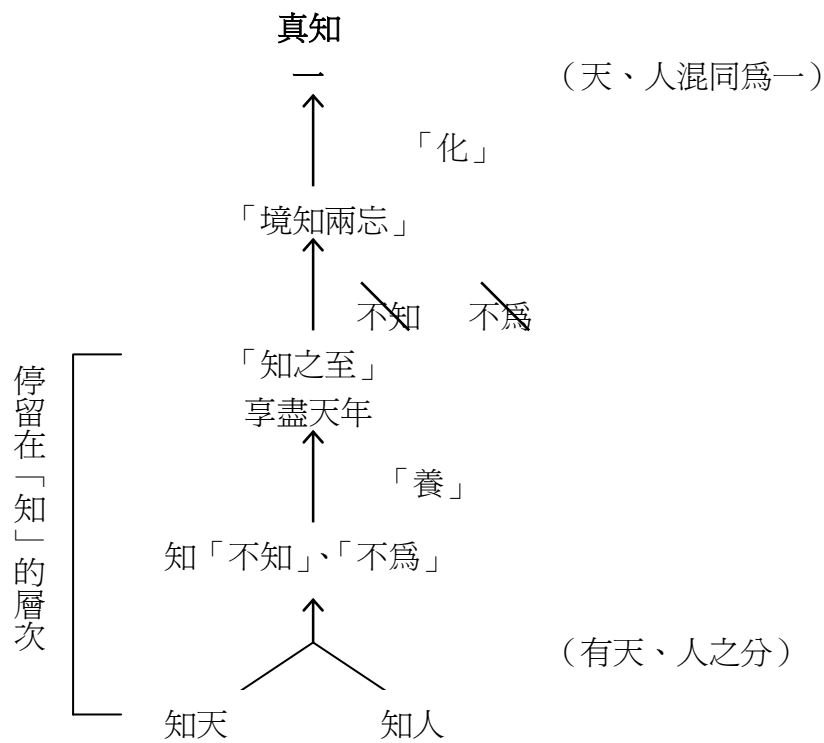 真知
一
（天、人混同爲一）
「化」
「境知兩忘」
不知 不爲
「知之至」
享盡天年
停留在「知」的層次
「養」
知「不知」、「不爲」
（有天、人之分）
知天 知人